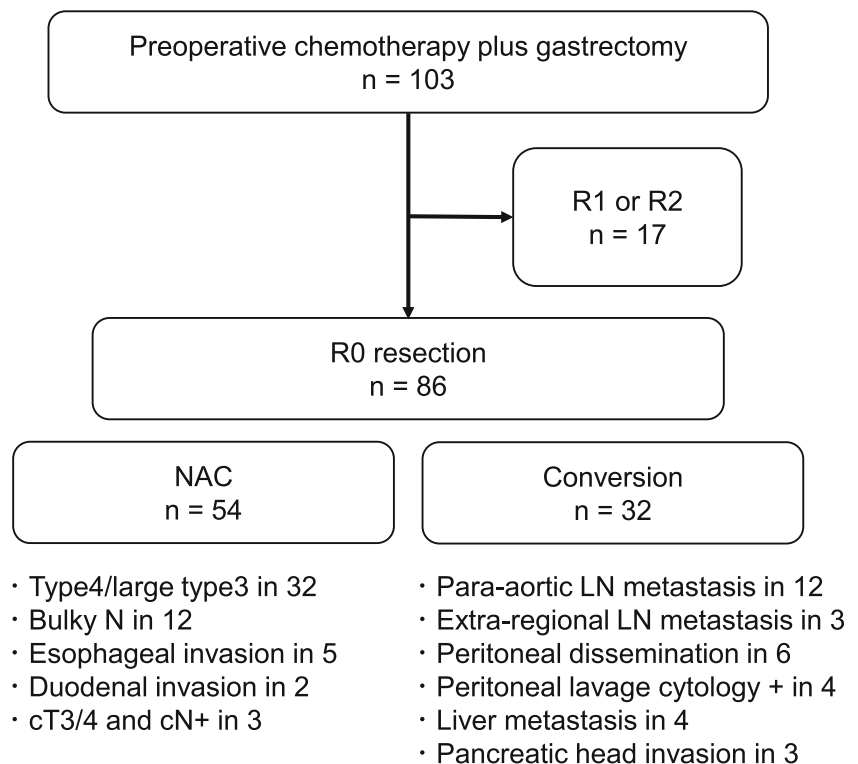 Preoperative chemotherapy plus gastrectomy
n = 103
R1 or R2
n = 17
R0 resection
n = 86
NAC
n = 54
Conversion
n = 32
・Type4/large type3 in 32
・Bulky N in 12
・Esophageal invasion in 5
・Duodenal invasion in 2
・cT3/4 and cN+ in 3
・Para-aortic LN metastasis in 12
・Extra-regional LN metastasis in 3
・Peritoneal dissemination in 6
・Peritoneal lavage cytology + in 4
・Liver metastasis in 4
・Pancreatic head invasion in 3